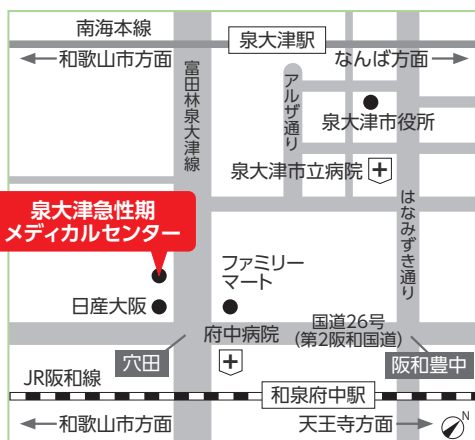 南海本線
泉大津駅
和歌山市方面
なんば方面
富田林泉大津線
アルザ通り
泉大津市役所
泉大津市立病院
はなみずき通り
泉大津急性期
メディカルセンター
ファミリー
マート
日産大阪
国道26号
(第2阪和国道)
府中病院
穴田
阪和豊中
JR阪和線
和泉府中駅
和歌山市方面
天王寺方面
N